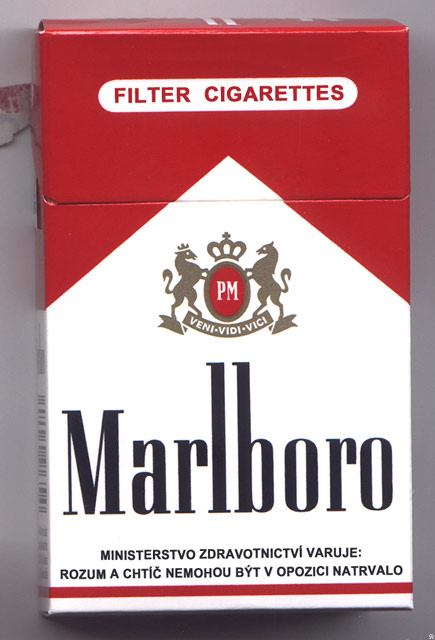 FILTER CIGARETTES
PM
VENI·VIDI·VICI
Marlboro
MINISTERSTVO ZDRAVOTNICTVÍ VARUJE:
ROZUM A CHTÍČ NEMOHOU BÝT V OPOZICI NATRVALO